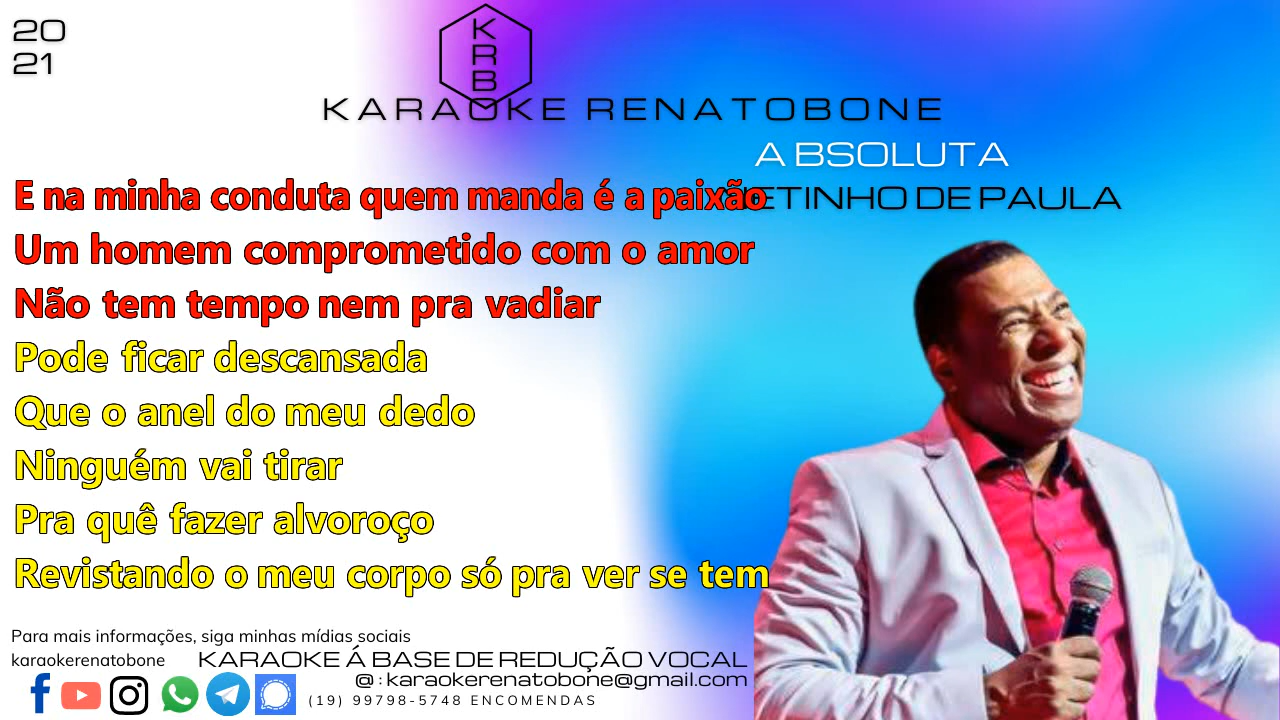 20
21
KRB
KARAOKE RENATOBONE
ABSOLUTA
NETINHO DE PAULA
E na minha conduta quem manda é a paixão
Um homem comprometido com o amor
Não tem tempo nem pra vadiar
Pode ficar descansada
Que o anel do meu dedo
Ninguém vai tirar
Pra quê fazer alvoroço
Revistando o meu corpo só pra ver se tem
Para mais informações, siga minhas mídias sociais
karaokerenatobone
KARAOKE Á BASE DE REDUÇÃO VOCAL
@ : karaokerenatobone@gmail.com
(19) 99798-5748 ENCOMENDAS